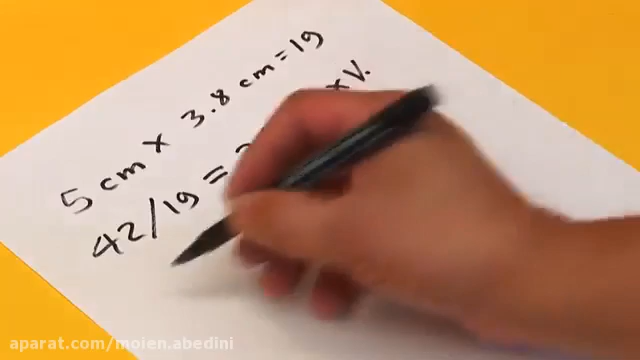 5 cm x 3.8 cm = 19
42/19 =
x V.
aparat.com/moien.abedini